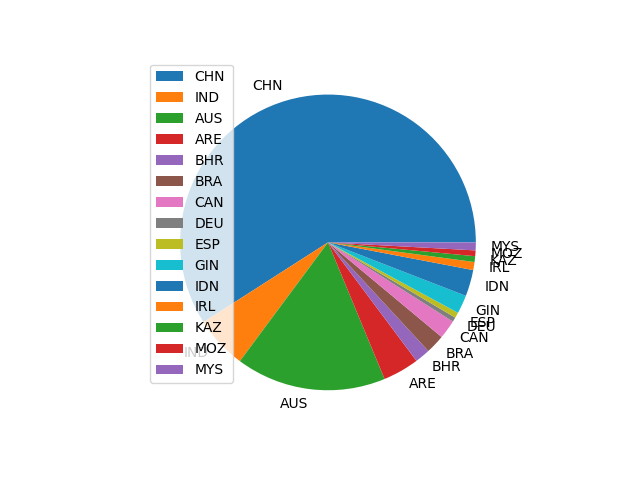 CHN
IND
AUS
ARE
BHR
BRA
CAN
DEU
ESP
GIN
IDN
IRL
KAZ
MOZ
MYS
CHN
IND
AUS
ARE
BHR
BRA
CAN
DEU
ESP
GIN
IDN
IRL
KAZ
MOZ
MYS